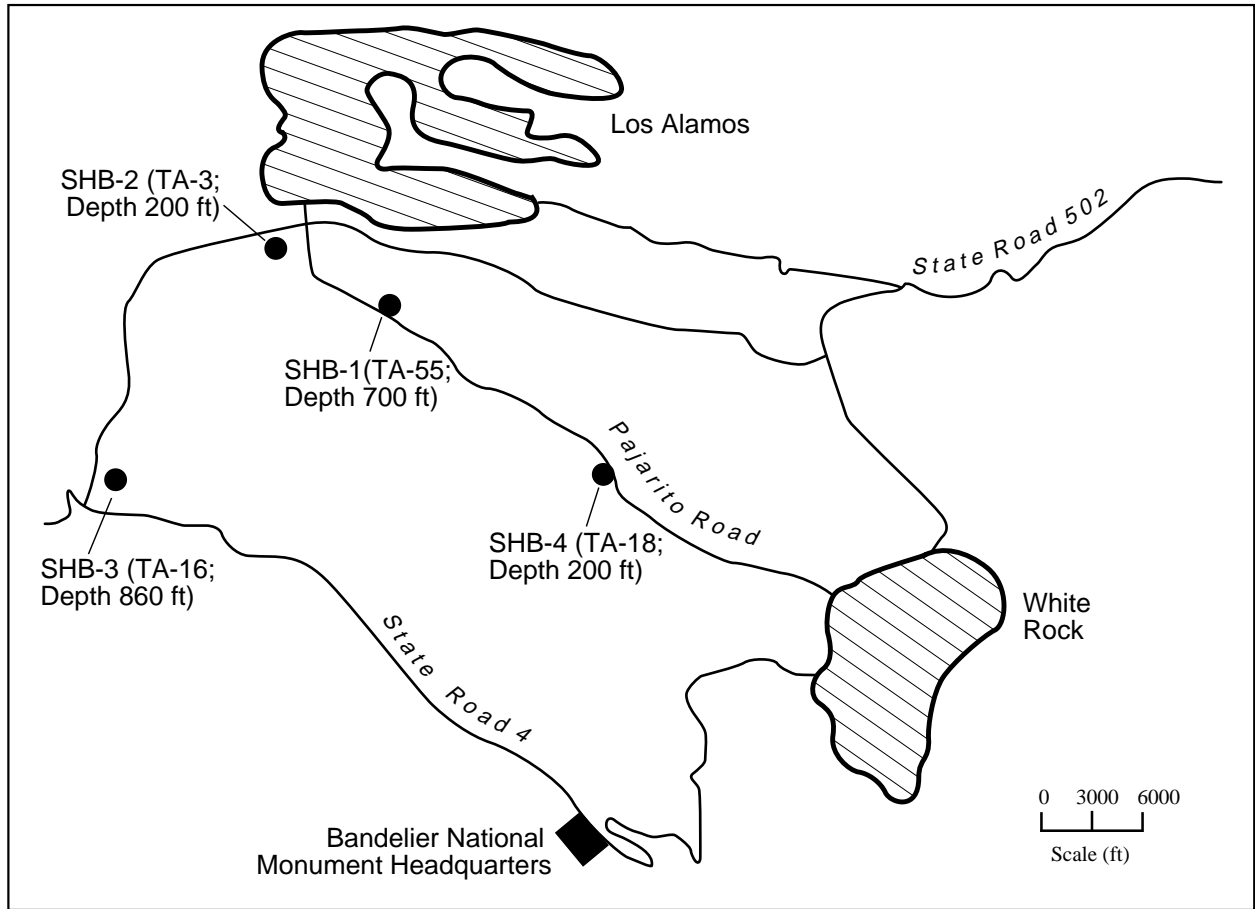 Los Alamos
SHB-2 (TA-3;
Depth 200 ft)
State Road 502
SHB-1(TA-55;
Depth 700 ft)
Pajarito Road
SHB-4 (TA-18;
Depth 200 ft)
SHB-3 (TA-16;
Depth 860 ft)
White
Rock
State Road 4
0 3000 6000
Scale (ft)
Bandelier National
Monument Headquarters